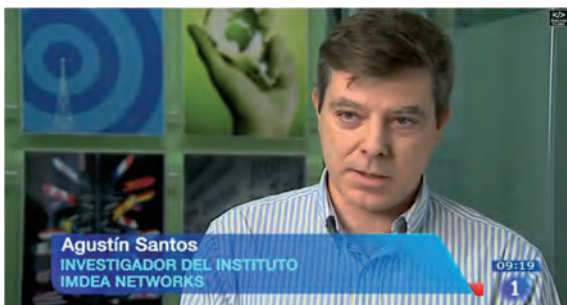 Agustín Santos
INVESTIGADOR DEL INSTITUTO
IMDEA NETWORKS
09:19
1